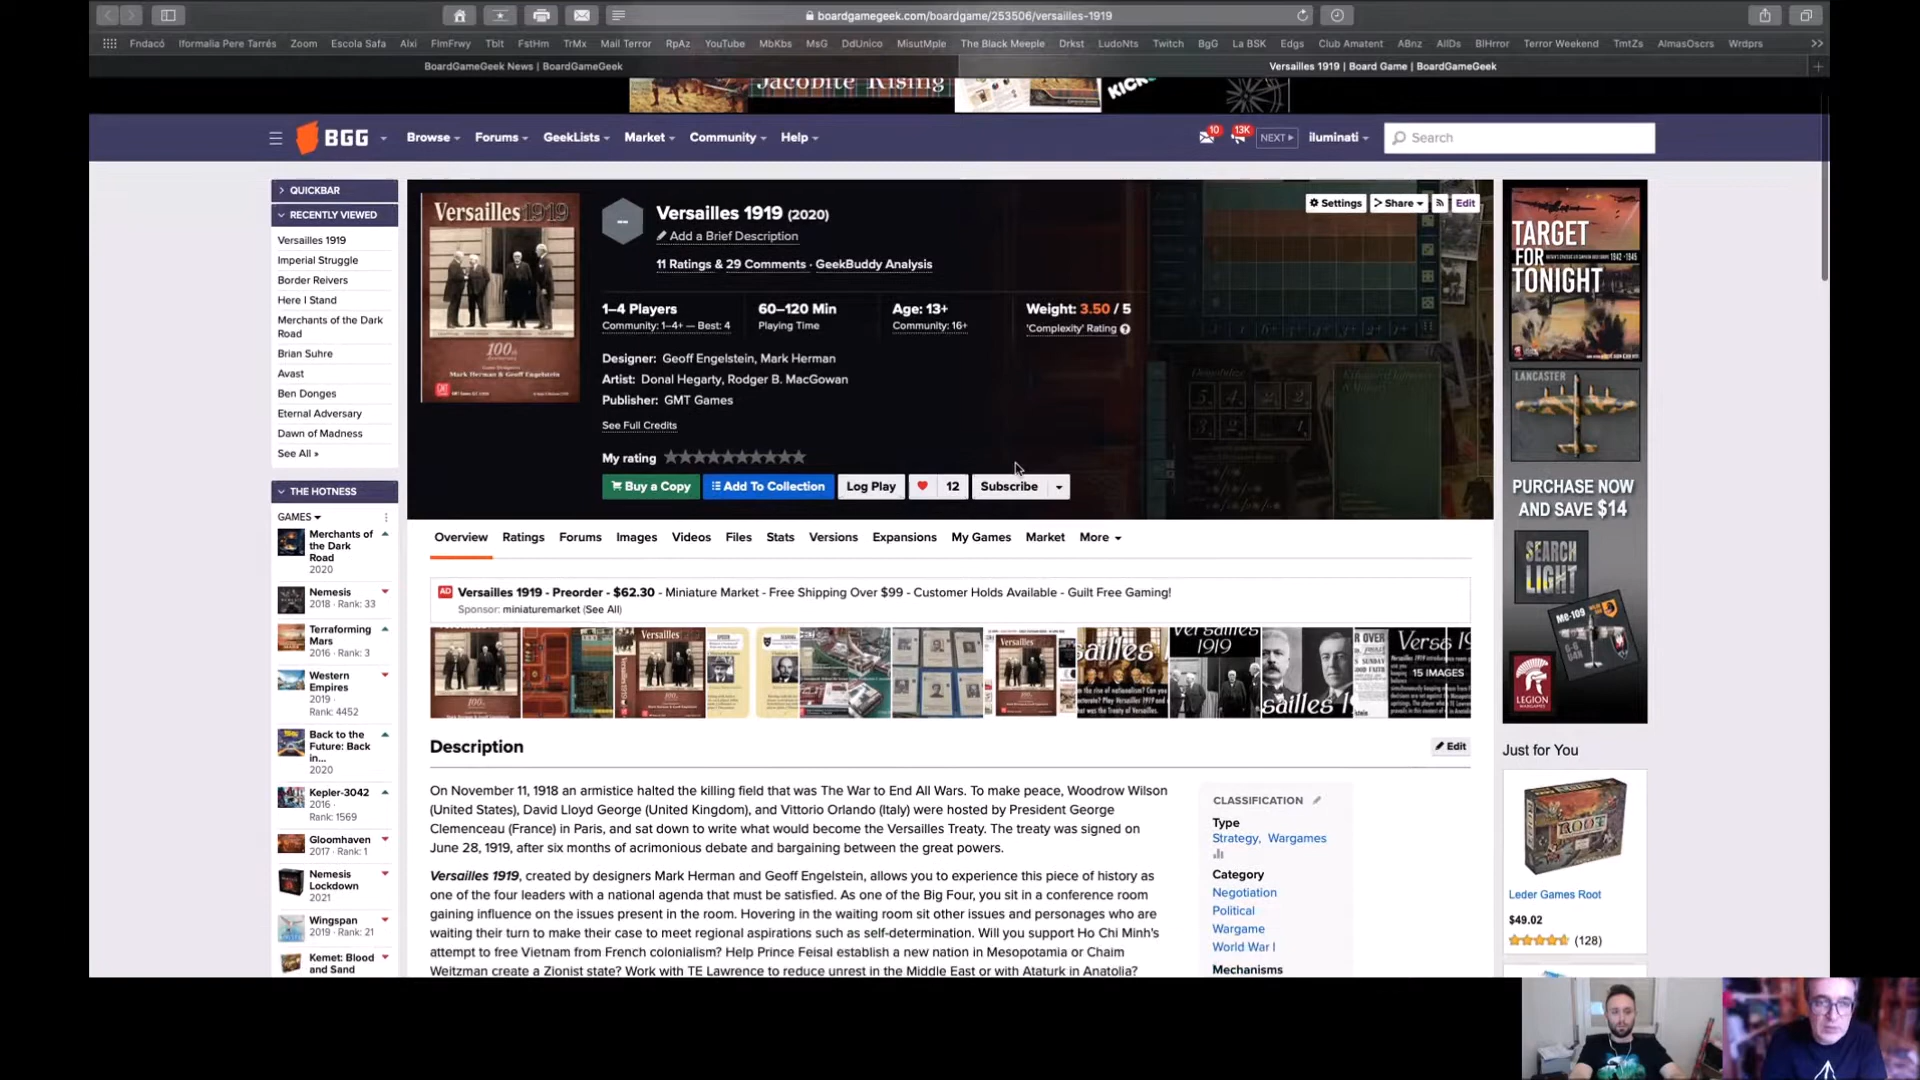 boardgamegeek.com/boardgame/253506/versailles-1919
Fndacó Iformalia Pere Tarrés Zoom Escola Safa Alxi FlmFrwy Tblt FstHm TrMx Mail Terror RpAz YouTube MbKbs MsG DdUnico MisutMple The Black Meeple Drkst LudoNts Twitch BgG La BSK Edgs Club Amatent ABnz AllDs BlHrror Terror Weekend TmtZs AlmasOscrs Wrdprs
BoardGameGeek News | BoardGameGeek
Versailles 1919 | Board Game | BoardGameGeek
Jacobite Rising
BGG
Browse Forums GeekLists Market Community Help
10 13K NEXT iluminati Search
QUICKBAR
RECENTLY VIEWED
Versailles 1919
Imperial Struggle
Border Reivers
Here I Stand
Merchants of the Dark
Road
Brian Suhre
Avast
Ben Donges
Eternal Adversary
Dawn of Madness
See All »
THE HOTNESS
GAMES
Merchants of
the Dark
Road
2020
Nemesis
2018 · Rank: 33
Terraforming
Mars
2016 · Rank: 3
Western
Empires
2019 ·
Rank: 4452
Back to the
Future: Back
in...
2020
Kepler-3042
2016 ·
Rank: 1569
Gloomhaven
2017 · Rank: 1
Nemesis
Lockdown
2021
Wingspan
2019 · Rank: 21
Kemet: Blood
and Sand
Versailles 1919
100th
Mark Herman & Geoff Engelstein
GMT
--
Versailles 1919 (2020)
Add a Brief Description
11 Ratings & 29 Comments · GeekBuddy Analysis
Settings Share Edit
1–4 Players
Community: 1–4+ — Best: 4
60–120 Min
Playing Time
Age: 13+
Community: 16+
Weight: 3.50 / 5
'Complexity' Rating
Designer: Geoff Engelstein, Mark Herman
Artist: Donal Hegarty, Rodger B. MacGowan
Publisher: GMT Games
See Full Credits
My rating
Buy a Copy Add To Collection Log Play 12 Subscribe
Overview Ratings Forums Images Videos Files Stats Versions Expansions My Games Market More
AD Versailles 1919 - Preorder - $62.30 - Miniature Market - Free Shipping Over $99 - Customer Holds Available - Guilt Free Gaming!
Sponsor: miniaturemarket (See All)
15 IMAGES
Description
Edit
On November 11, 1918 an armistice halted the killing field that was The War to End All Wars. To make peace, Woodrow Wilson
(United States), David Lloyd George (United Kingdom), and Vittorio Orlando (Italy) were hosted by President George
Clemenceau (France) in Paris, and sat down to write what would become the Versailles Treaty. The treaty was signed on
June 28, 1919, after six months of acrimonious debate and bargaining between the great powers.
Versailles 1919, created by designers Mark Herman and Geoff Engelstein, allows you to experience this piece of history as
one of the four leaders with a national agenda that must be satisfied. As one of the Big Four, you sit in a conference room
gaining influence on the issues present in the room. Hovering in the waiting room sit other issues and personages who are
waiting their turn to make their case to meet regional aspirations such as self-determination. Will you support Ho Chi Minh's
attempt to free Vietnam from French colonialism? Help Prince Feisal establish a new nation in Mesopotamia or Chaim
Weitzman create a Zionist state? Work with TE Lawrence to reduce unrest in the Middle East or with Ataturk in Anatolia?
CLASSIFICATION
Type
Strategy, Wargames
Category
Negotiation
Political
Wargame
World War I
Mechanisms
TARGET
FOR
TONIGHT
1942 -1945
LANCASTER
PURCHASE NOW
AND SAVE $14
SEARCH
LIGHT
Me-109
G-6
LEGION
WARGAMES
Just for You
ROOT
Leder Games Root
$49.02
(128)